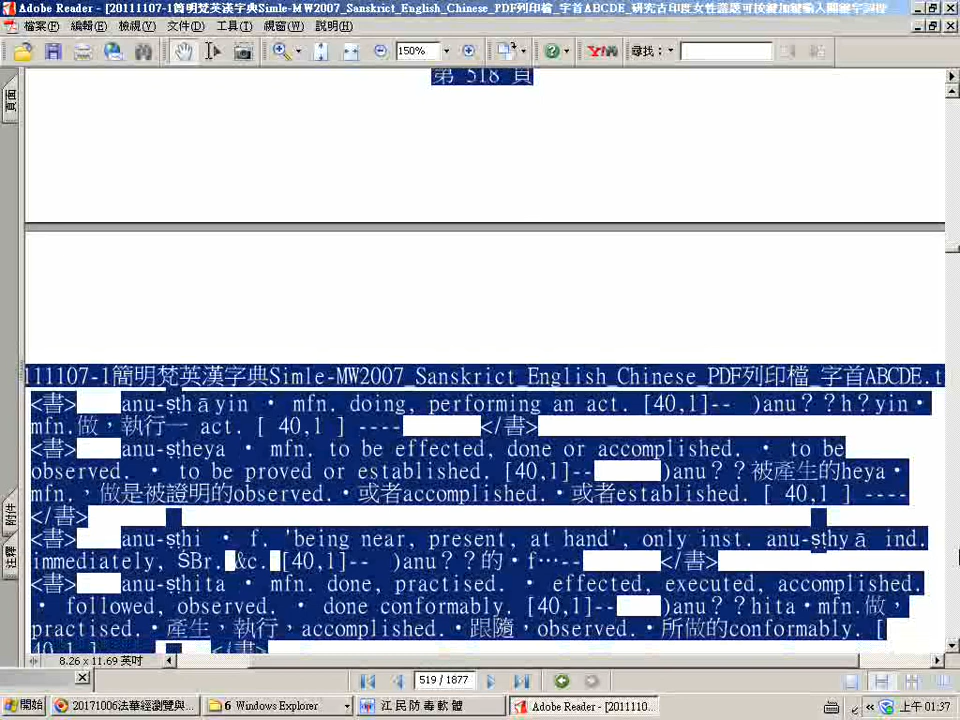 Adobe Reader - [20111107-1簡明梵英漢字典Simle-MW2007_Sanskrict_English_Chinese_PDF列印檔_字首ABCDE_研究古印度女性議題可按
檔案(F) 編輯(E) 檢視(V) 文件(D) 工具(T) 視窗(W) 說明(H)
150% 尋找:
頁面
第 518 頁
111107-1簡明梵英漢字典Simle-MW2007_Sanskrict_English_Chinese_PDF列印檔_字首ABCDE.t
<書> anu-ṣṭhāyin • mfn. doing, performing an act. [40,1]-- )anu??h?yin•
mfn.做，執行一 act. [ 40,1 ] ---- </書>
<書> anu-ṣṭheya • mfn. to be effected, done or accomplished. • to be
observed. • to be proved or established. [40,1]-- )anu??被產生的heya•
mfn.，做是被證明的observed.•或者accomplished.•或者established. [ 40,1 ] ----
</書>
<書> anu-ṣṭhi • f. 'being near, present, at hand', only inst. anu-ṣṭhyā ind.
immediately, ŚBr. &c. [40,1]-- )anu??的•f…-- </書>
<書> anu-ṣṭhita • mfn. done, practised. • effected, executed, accomplished.
• followed, observed. • done conformably. [40,1]-- )anu??hita•mfn.做，
practised.•產生，執行，accomplished.•跟隨，observed.•所做的conformably. [
40,1 ] </書>
附件
注釋
8.26 x 11.69 英吋
519 / 1877
開始 20171006法華經瀏覽與... 6 Windows Explorer 江民防毒軟體 Adobe Reader - [2011110... 上午 01:37